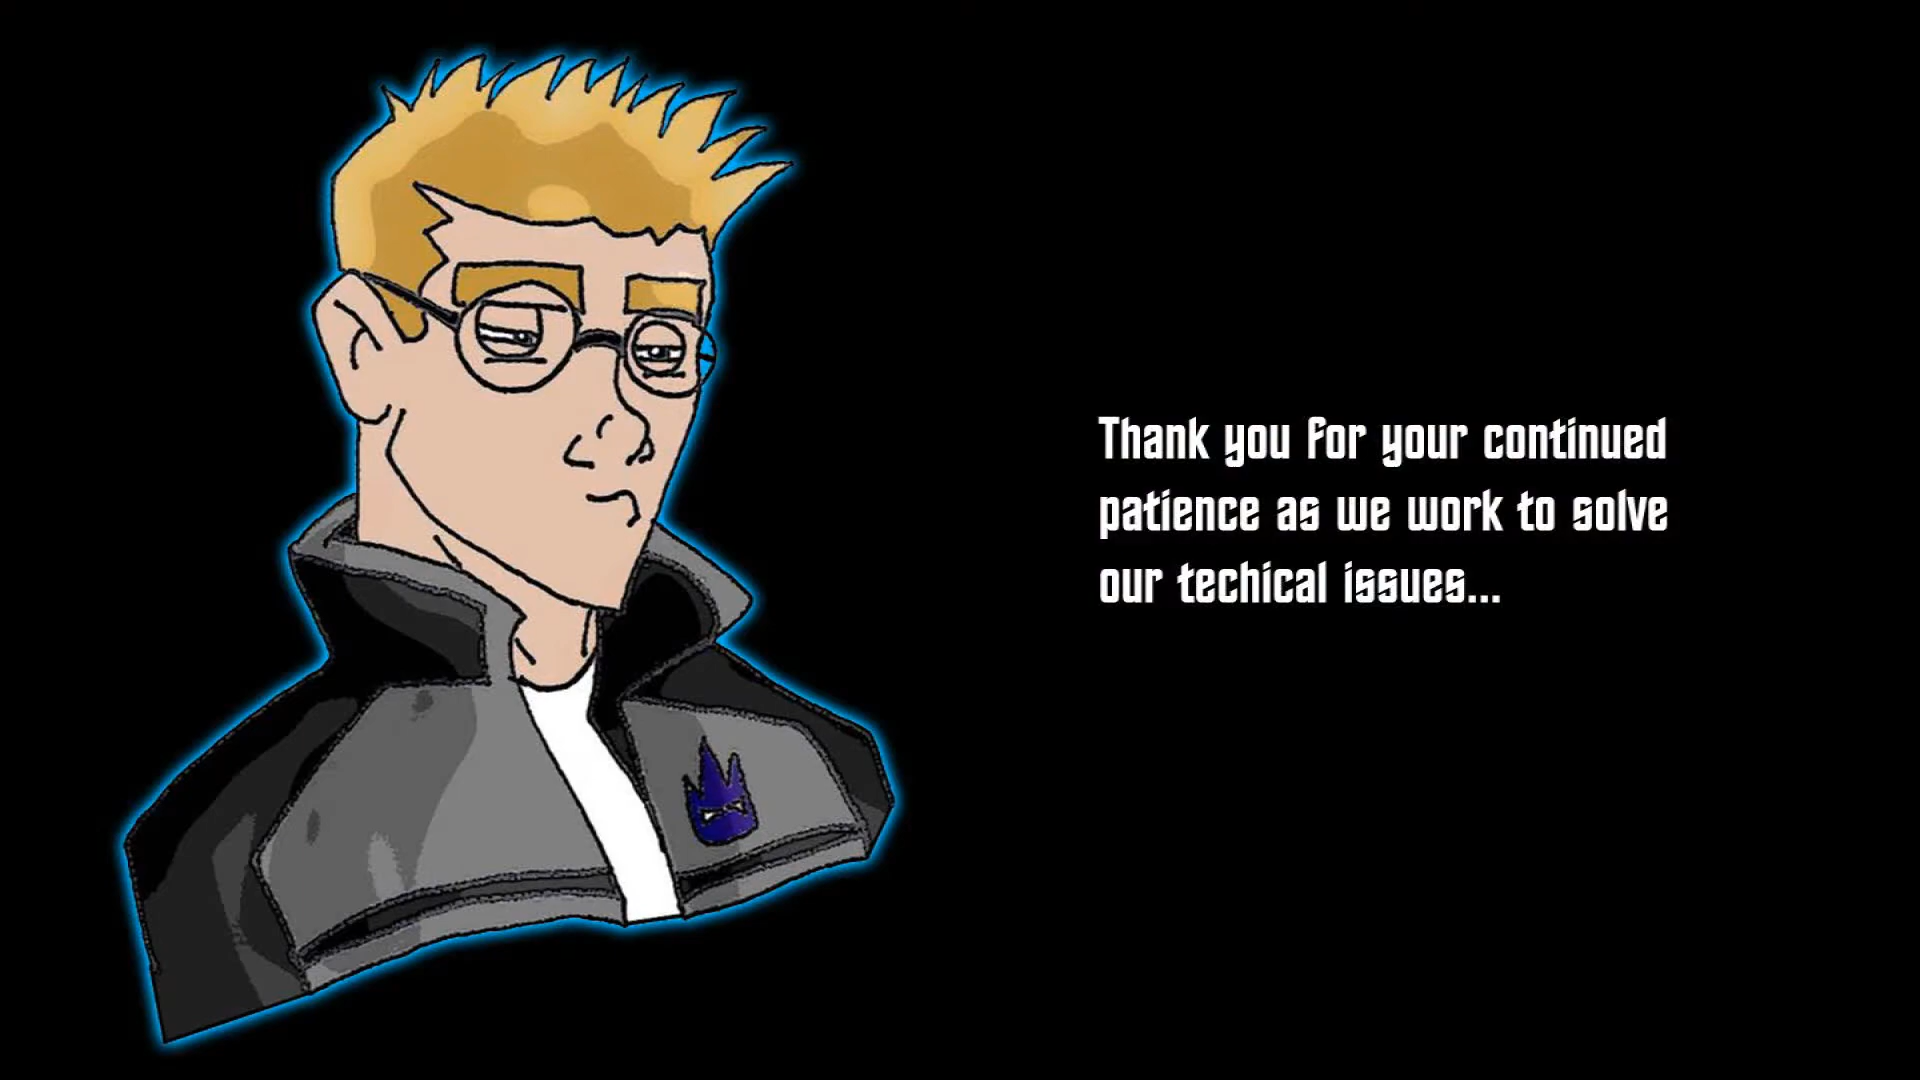 Thank you for your continued
patience as we work to solve
our techical issues...